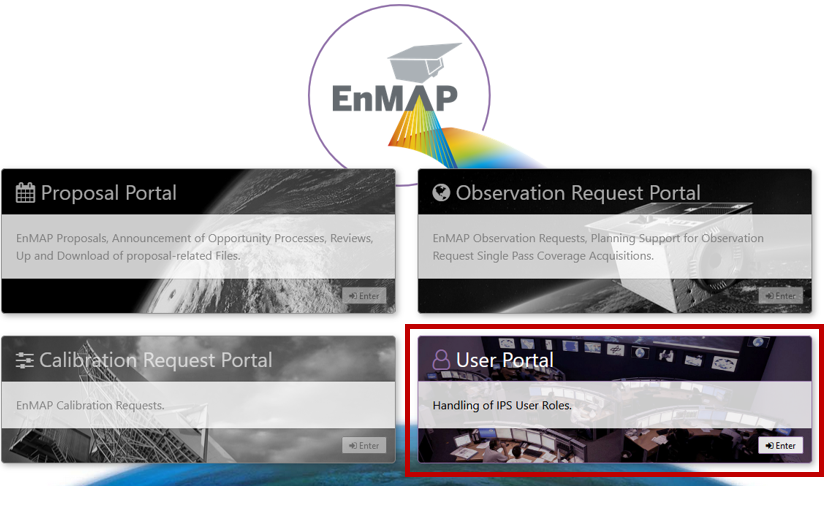 EnMAP
Proposal Portal
EnMAP Proposals, Announcement of Opportunity Processes, Reviews,
Up and Download of proposal-related Files.
Enter
Observation Request Portal
EnMAP Observation Requests, Planning Support for Observation
Request Single Pass Coverage Acquisitions.
Enter
Calibration Request Portal
EnMAP Calibration Requests.
Enter
User Portal
Handling of IPS User Roles.
Enter